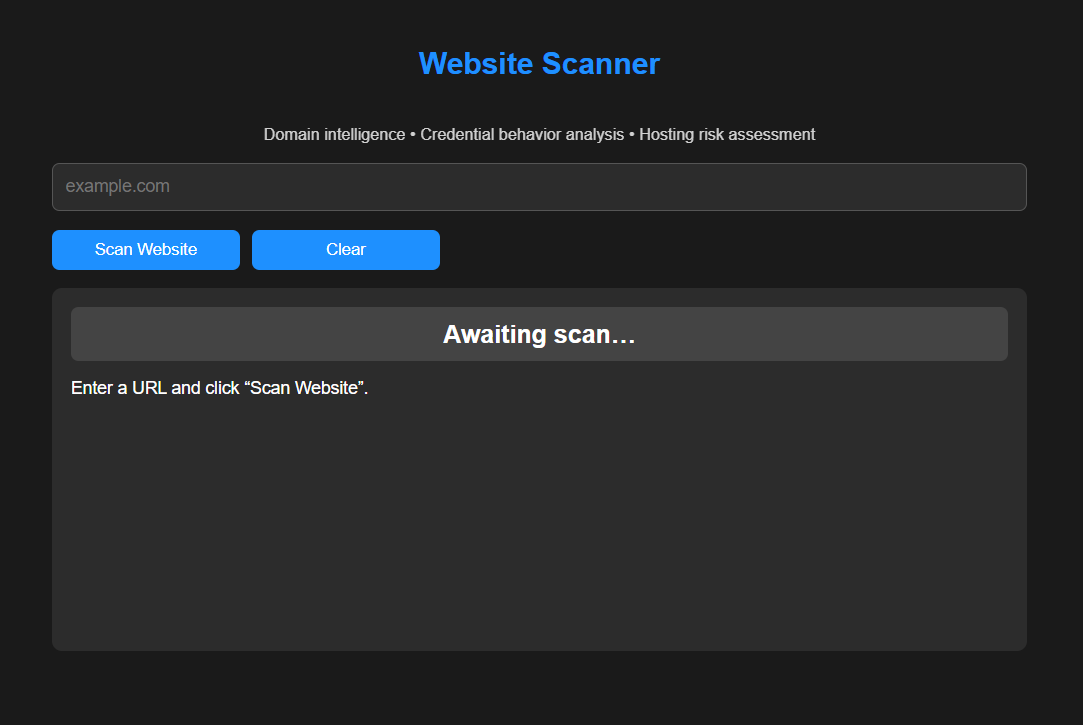 Website Scanner
Domain intelligence • Credential behavior analysis • Hosting risk assessment
example.com
Scan Website
Clear
Awaiting scan…
Enter a URL and click “Scan Website”.